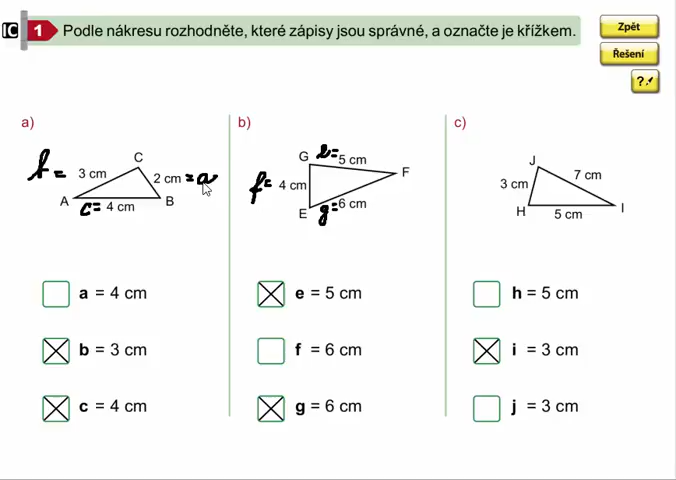 IC 1 Podle nákresu rozhodněte, které zápisy jsou správné, a označte je křížkem.
Zpět
Řešení
?
a)
b = 3 cm
C
2 cm = a
A
c = 4 cm
B
a = 4 cm
b = 3 cm
c = 4 cm
b)
G
e = 5 cm
F
f = 4 cm
E
g = 6 cm
e = 5 cm
f = 6 cm
g = 6 cm
c)
J
7 cm
3 cm
H
5 cm
I
h = 5 cm
i = 3 cm
j = 3 cm